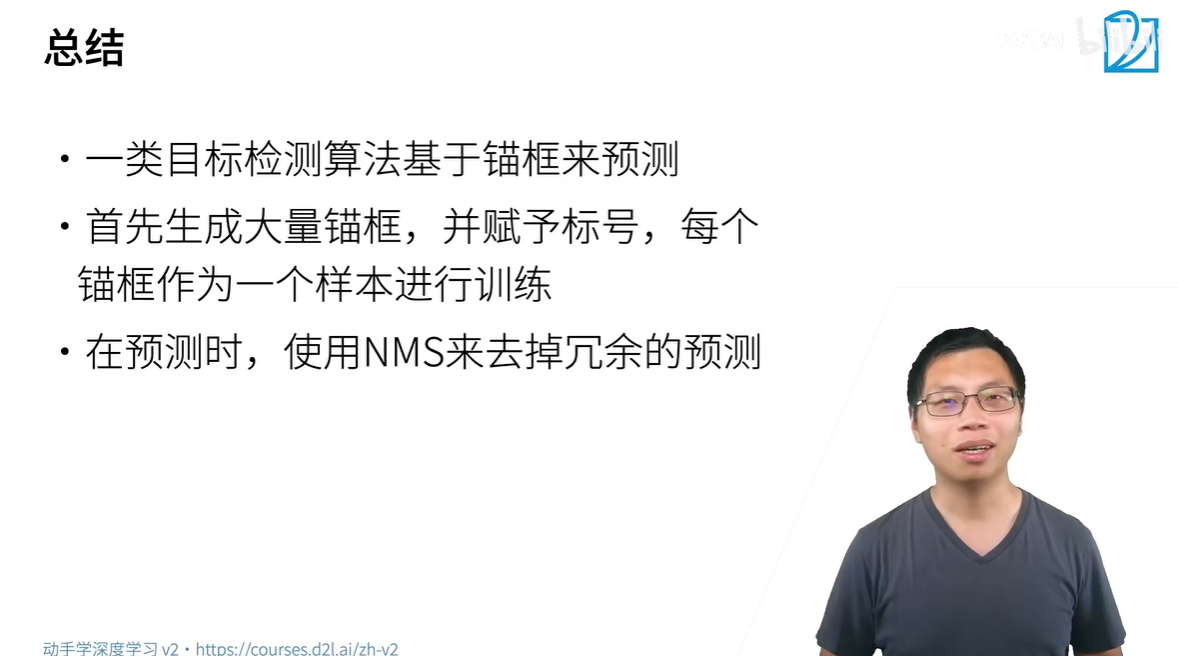 总结
•一类目标检测算法基于锚框来预测
•首先生成大量锚框，并赋予标号，每个
锚框作为一个样本进行训练
•在预测时，使用NMS来去掉冗余的预测
动手学深度学习 v2 • https://courses.d2l.ai/zh-v2
bilibili